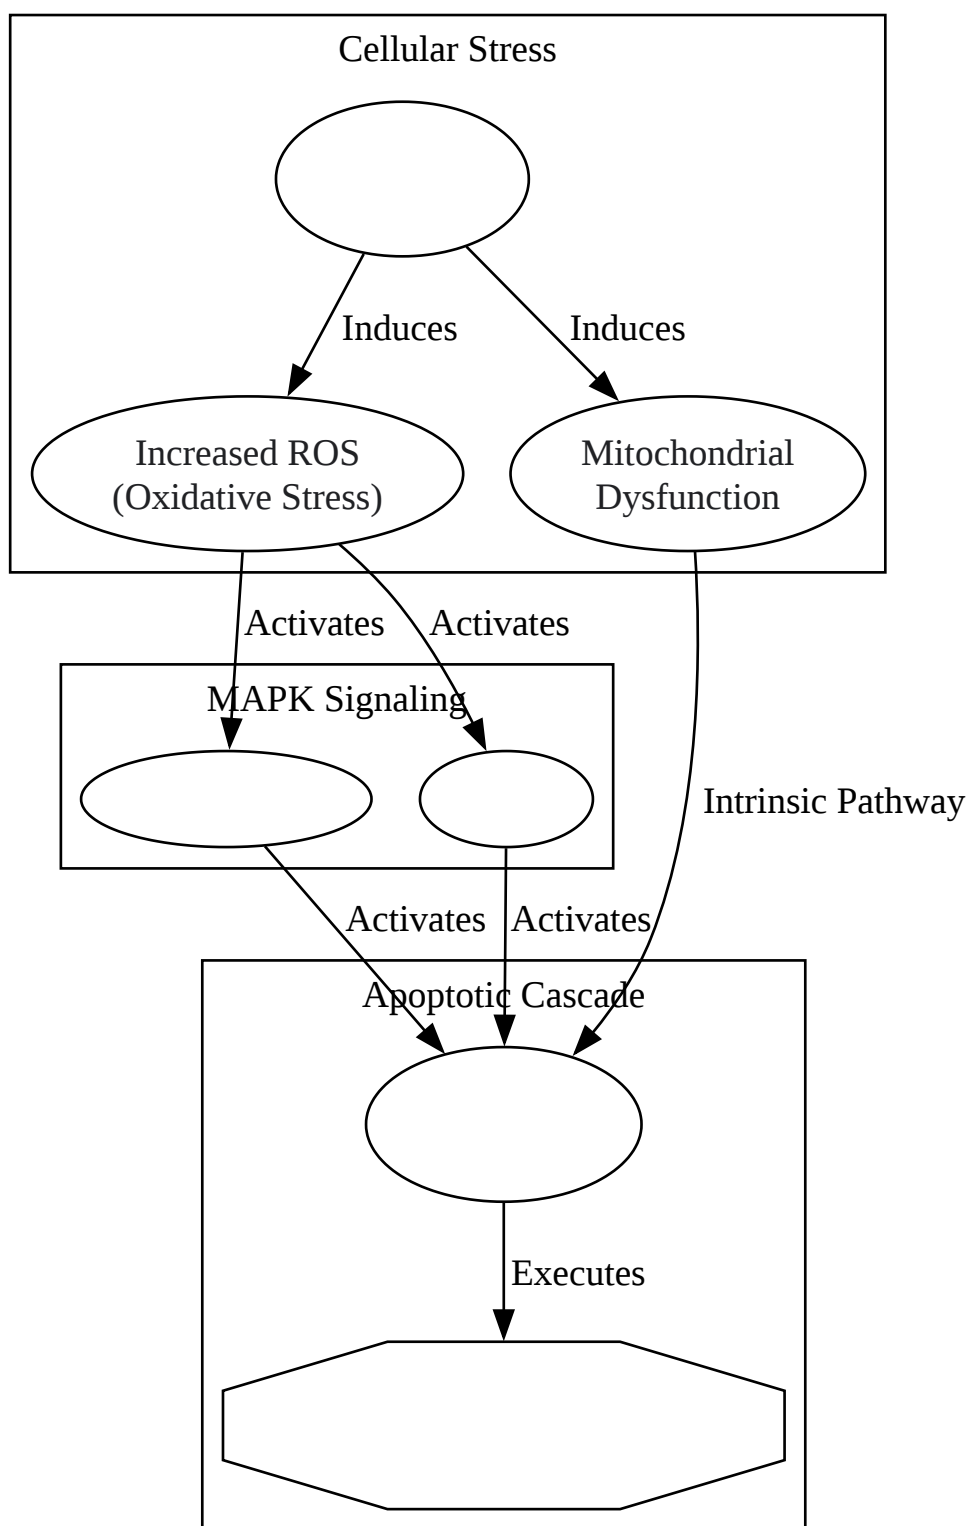 Cellular Stress
Induces
Induces
Increased ROS
(Oxidative Stress)
Mitochondrial
Dysfunction
Activates
Activates
MAPK Signaling
Intrinsic Pathway
Activates
Activates
Apoptotic Cascade
Executes